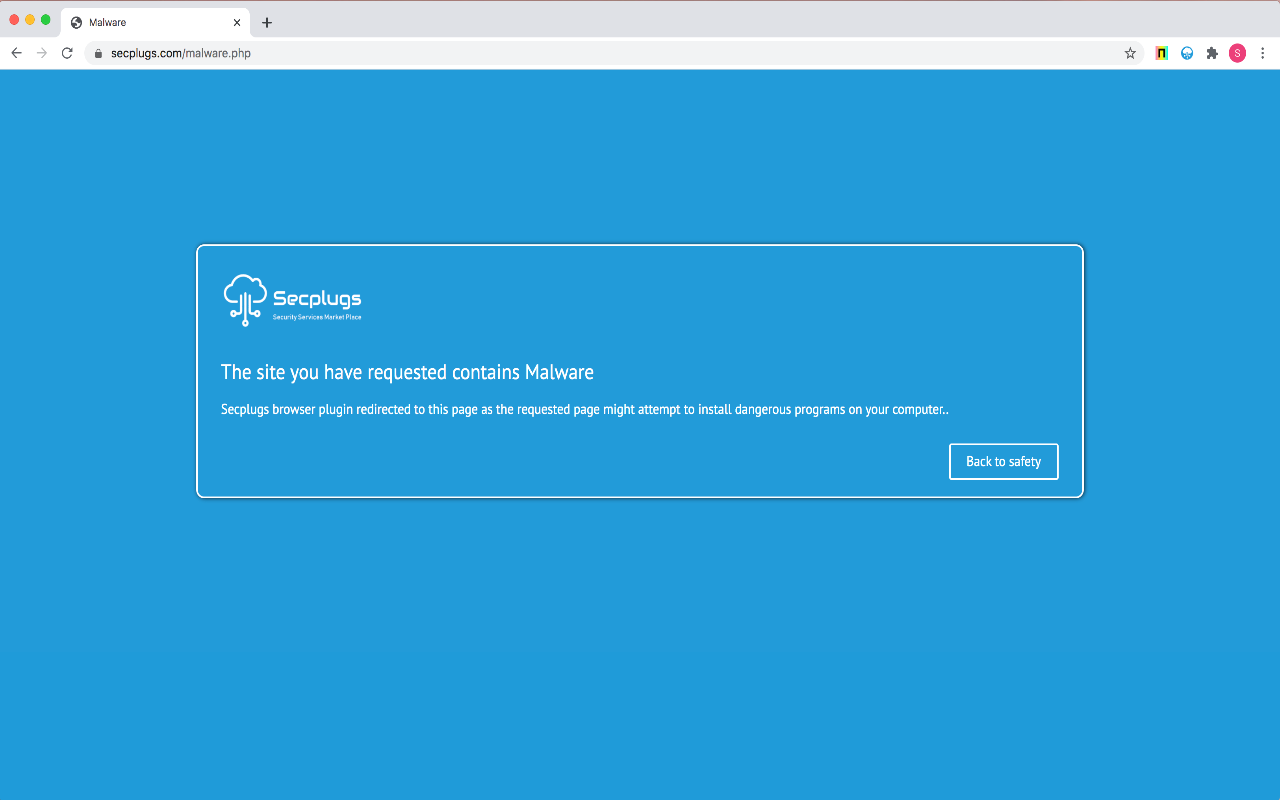 Malware
secplugs.com/malware.php
S
Secplugs
Security Services Market Place
The site you have requested contains Malware
Secplugs browser plugin redirected to this page as the requested page might attempt to install dangerous programs on your computer..
Back to safety